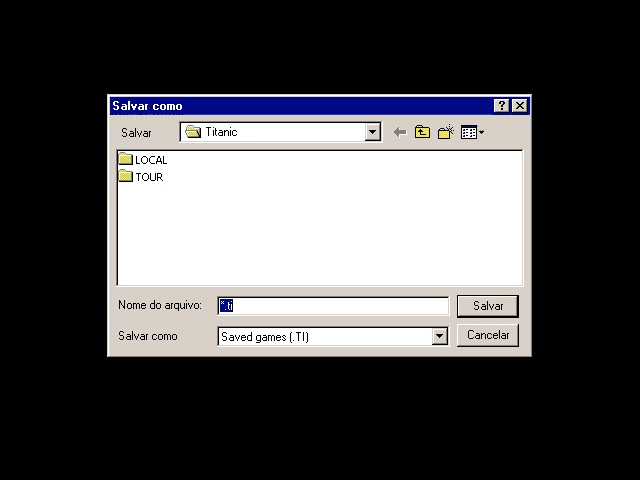 Salvar como
Salvar Titanic
LOCAL
TOUR
Nome do arquivo: *.ti Salvar
Salvar como Saved games (.TI) Cancelar